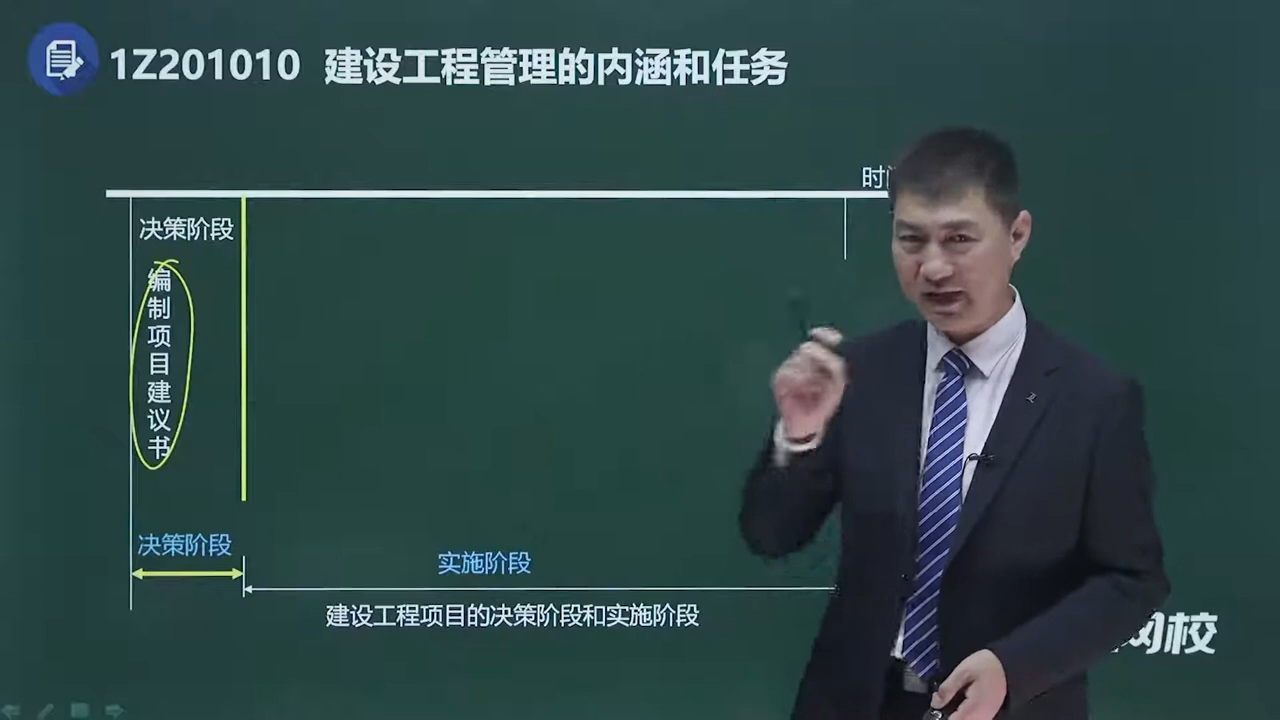 1Z201010 建设工程管理的内涵和任务
时
决策阶段
编制项目建议书
决策阶段
实施阶段
建设工程项目的决策阶段和实施阶段
网校